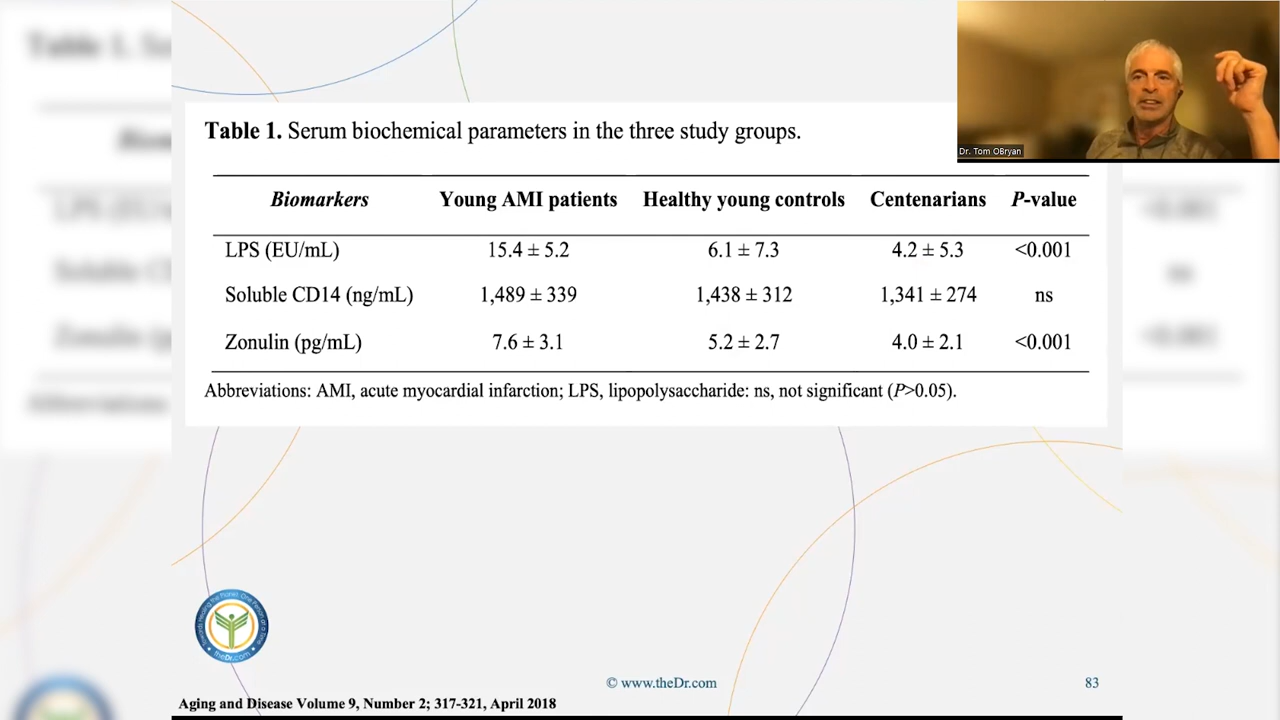 Table 1. Serum biochemical parameters in the three study groups.
Dr. Tom OBryan
Biomarkers Young AMI patients Healthy young controls Centenarians P-value
LPS (EU/mL) 15.4 ± 5.2 6.1 ± 7.3 4.2 ± 5.3 <0.001
Soluble CD14 (ng/mL) 1,489 ± 339 1,438 ± 312 1,341 ± 274 ns
Zonulin (pg/mL) 7.6 ± 3.1 5.2 ± 2.7 4.0 ± 2.1 <0.001
Abbreviations: AMI, acute myocardial infarction; LPS, lipopolysaccharide: ns, not significant (P>0.05).
theDr.com
© www.theDr.com 83
Aging and Disease Volume 9, Number 2; 317-321, April 2018